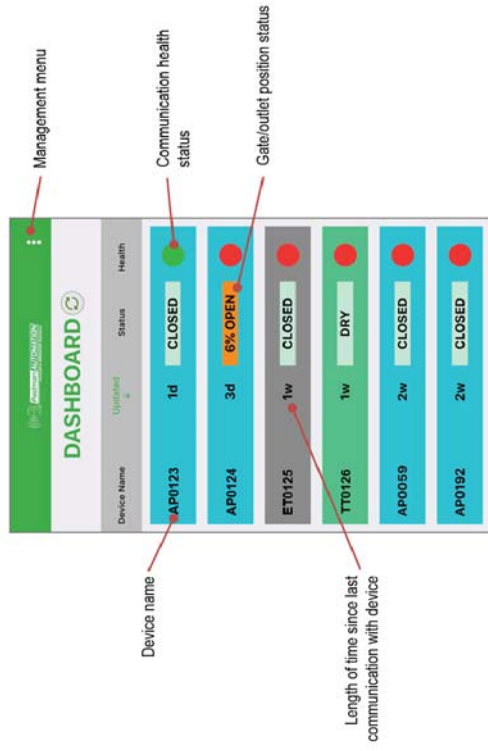 Management menu
Communication health
status
Gate/outlet position status
Device name
Length of time since last
communication with device
DASHBOARD
Device Name Updated Status Health
AP0123 1d CLOSED
AP0124 3d 6% OPEN
ET0125 1w CLOSED
TT0126 1w DRY
AP0059 2w CLOSED
AP0192 2w CLOSED